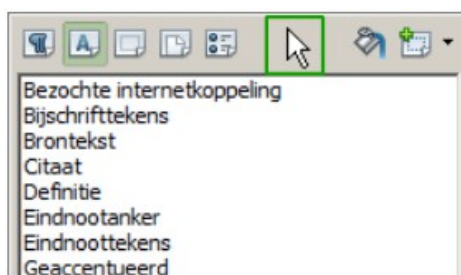 Bezochte internetkoppeling
Bijschrifttekens
Brontekst
Citaat
Definitie
Eindnootanker
Eindnoottekens
Geaccentueerd